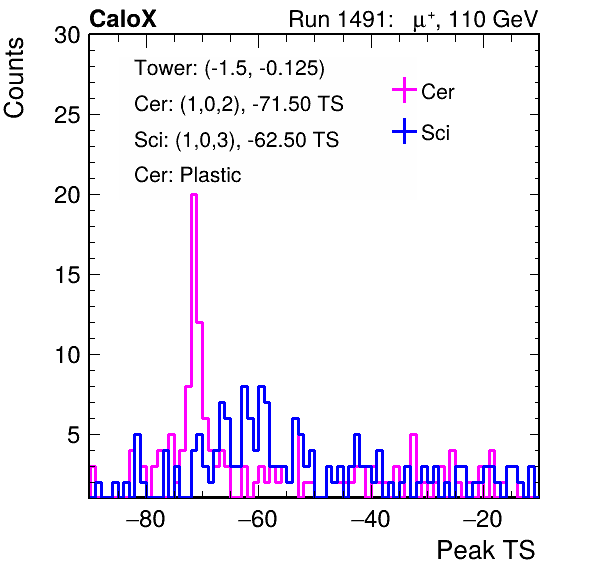 CaloX Run 1491: μ⁺, 110 GeV
Counts
30
25
20
15
10
5
Tower: (-1.5, -0.125)
Cer: (1,0,2), -71.50 TS
Sci: (1,0,3), -62.50 TS
Cer: Plastic
Cer
Sci
−80 −60 −40 −20
Peak TS